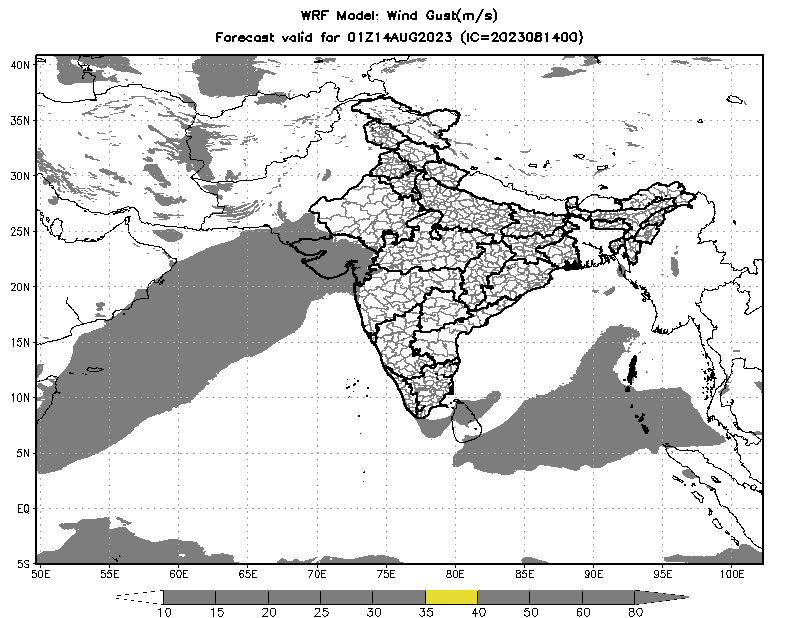 WRF Model: Wind Gust(m/s)
Forecast valid for 01Z14AUG2023 (IC=2023081400)
40N
35N
30N
25N
20N
15N
10N
5N
EQ
5S
50E 55E 60E 65E 70E 75E 80E 85E 90E 95E 100E
10 15 20 25 30 35 40 50 60 80